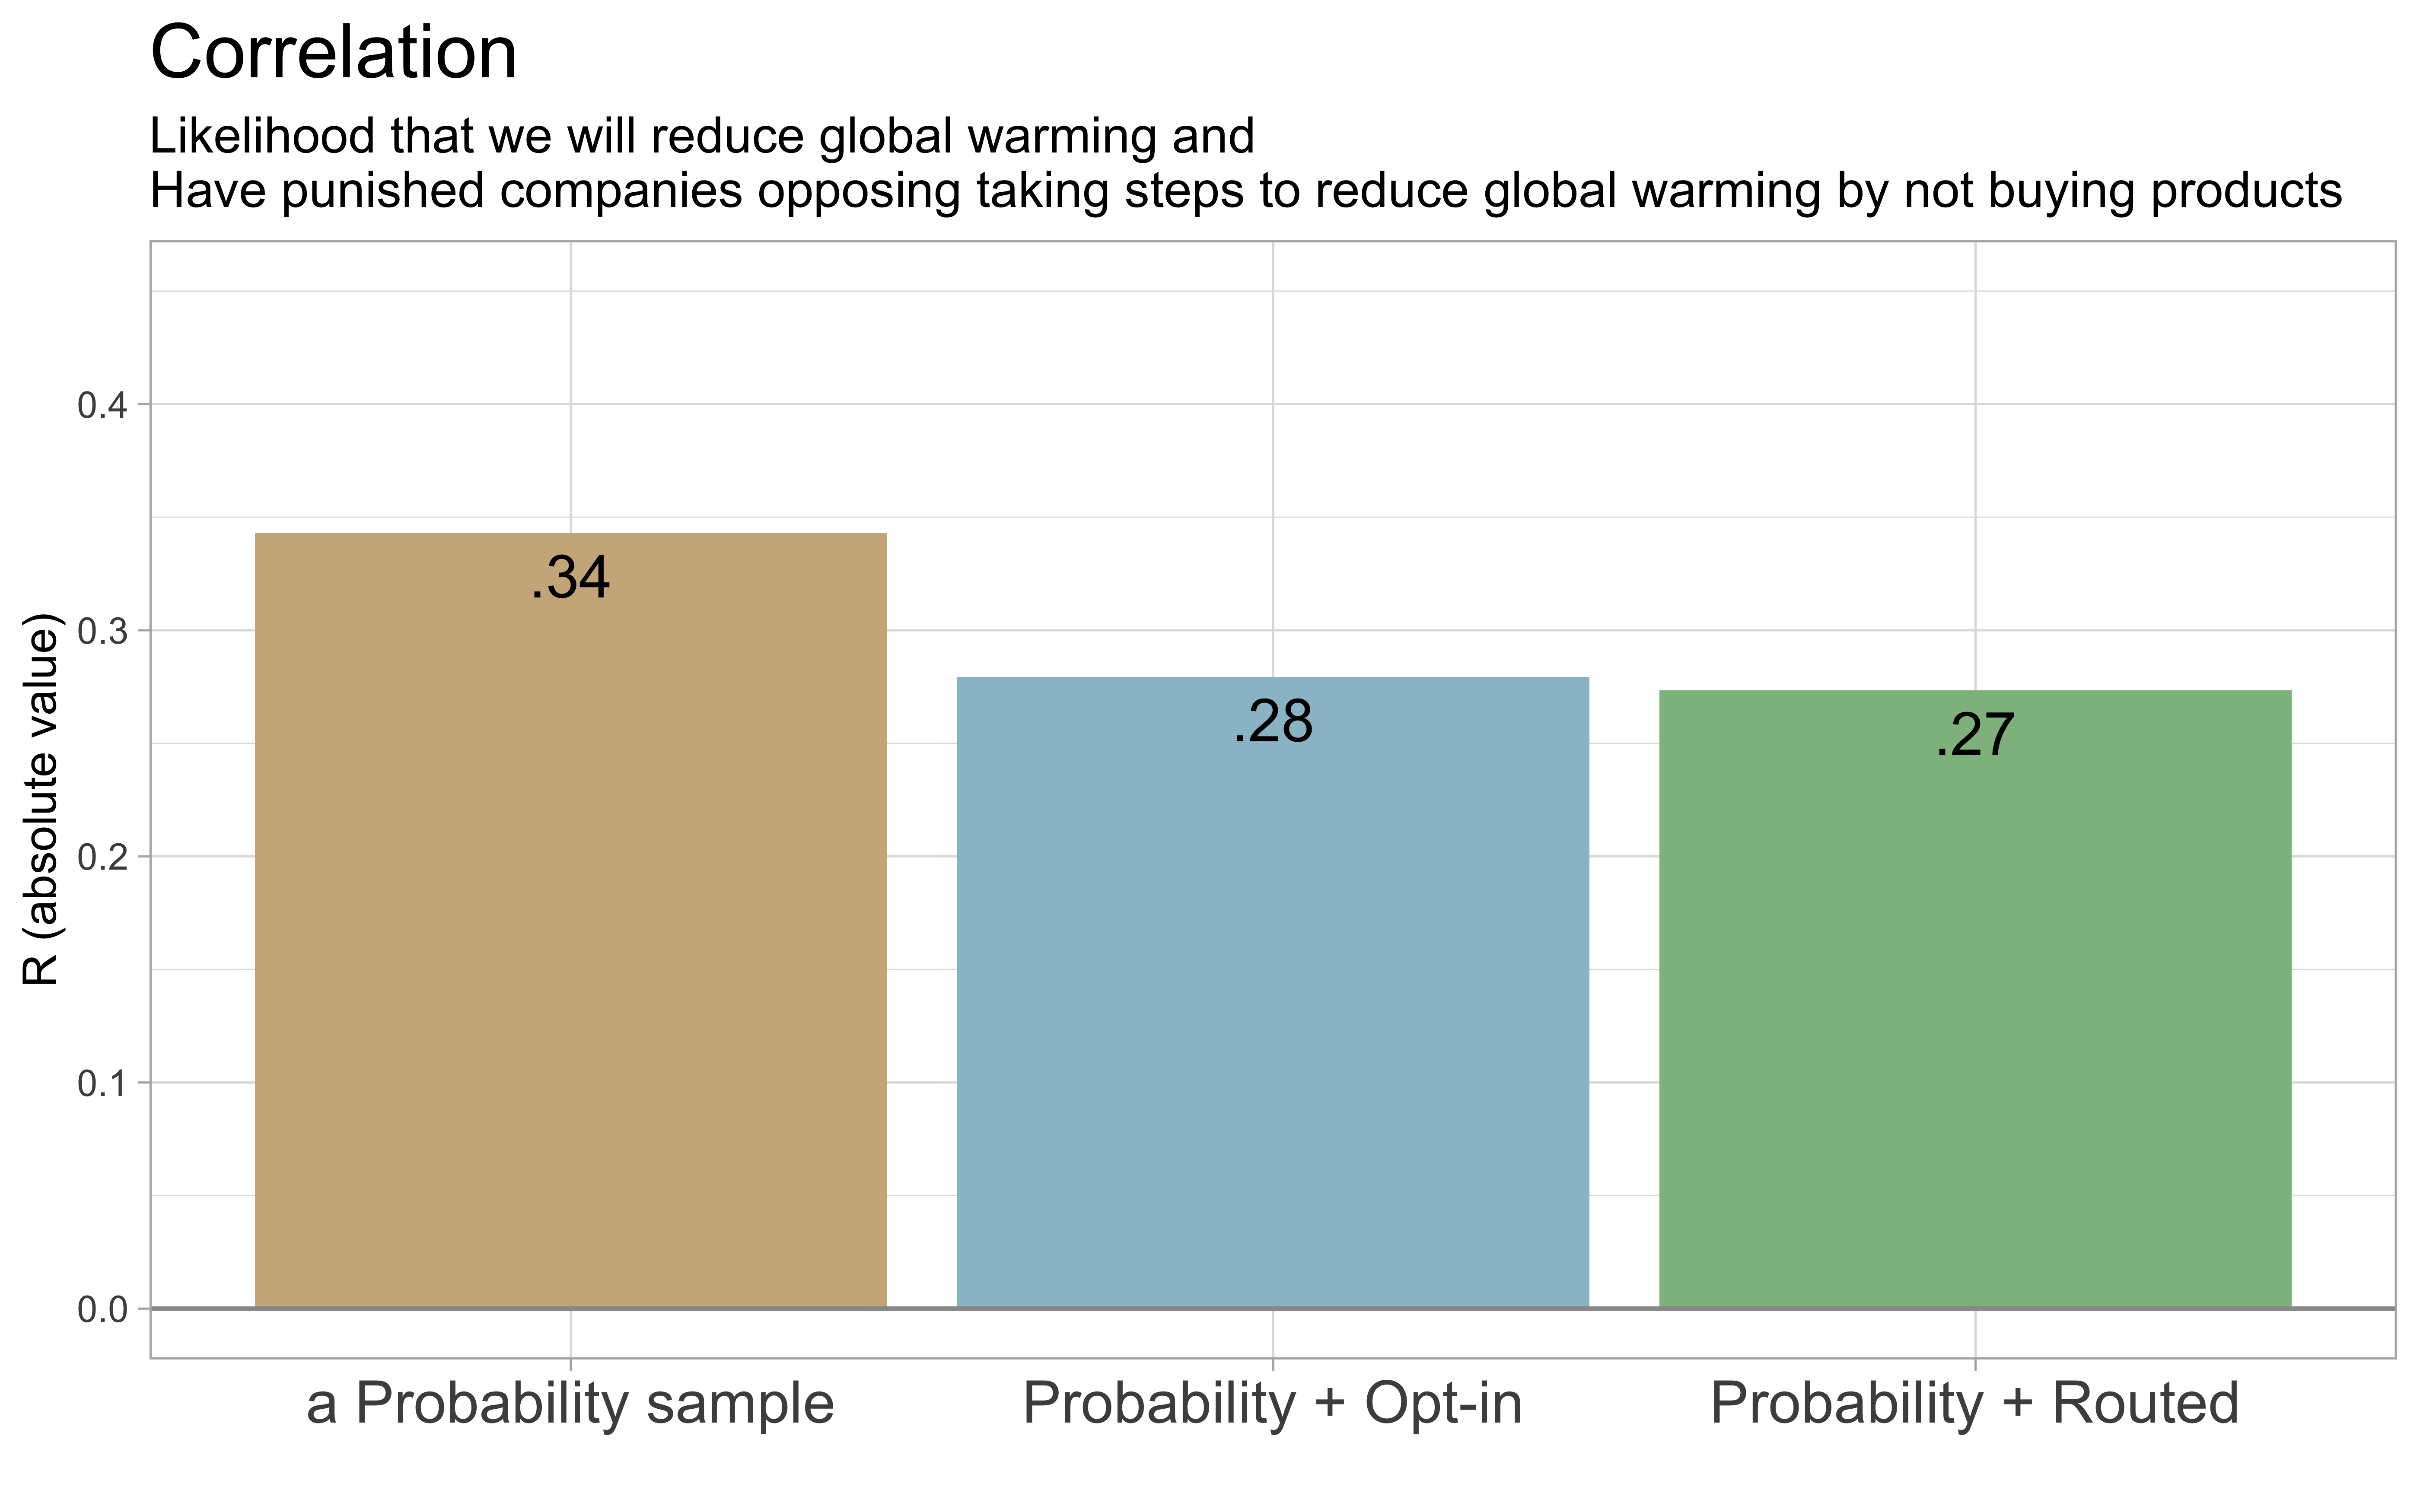 Correlation
Likelihood that we will reduce global warming and
Have punished companies opposing taking steps to reduce global warming by not buying products
R (absolute value)
0.4
0.3
0.2
0.1
0.0
.34
.28
.27
a Probability sample
Probability + Opt-in
Probability + Routed